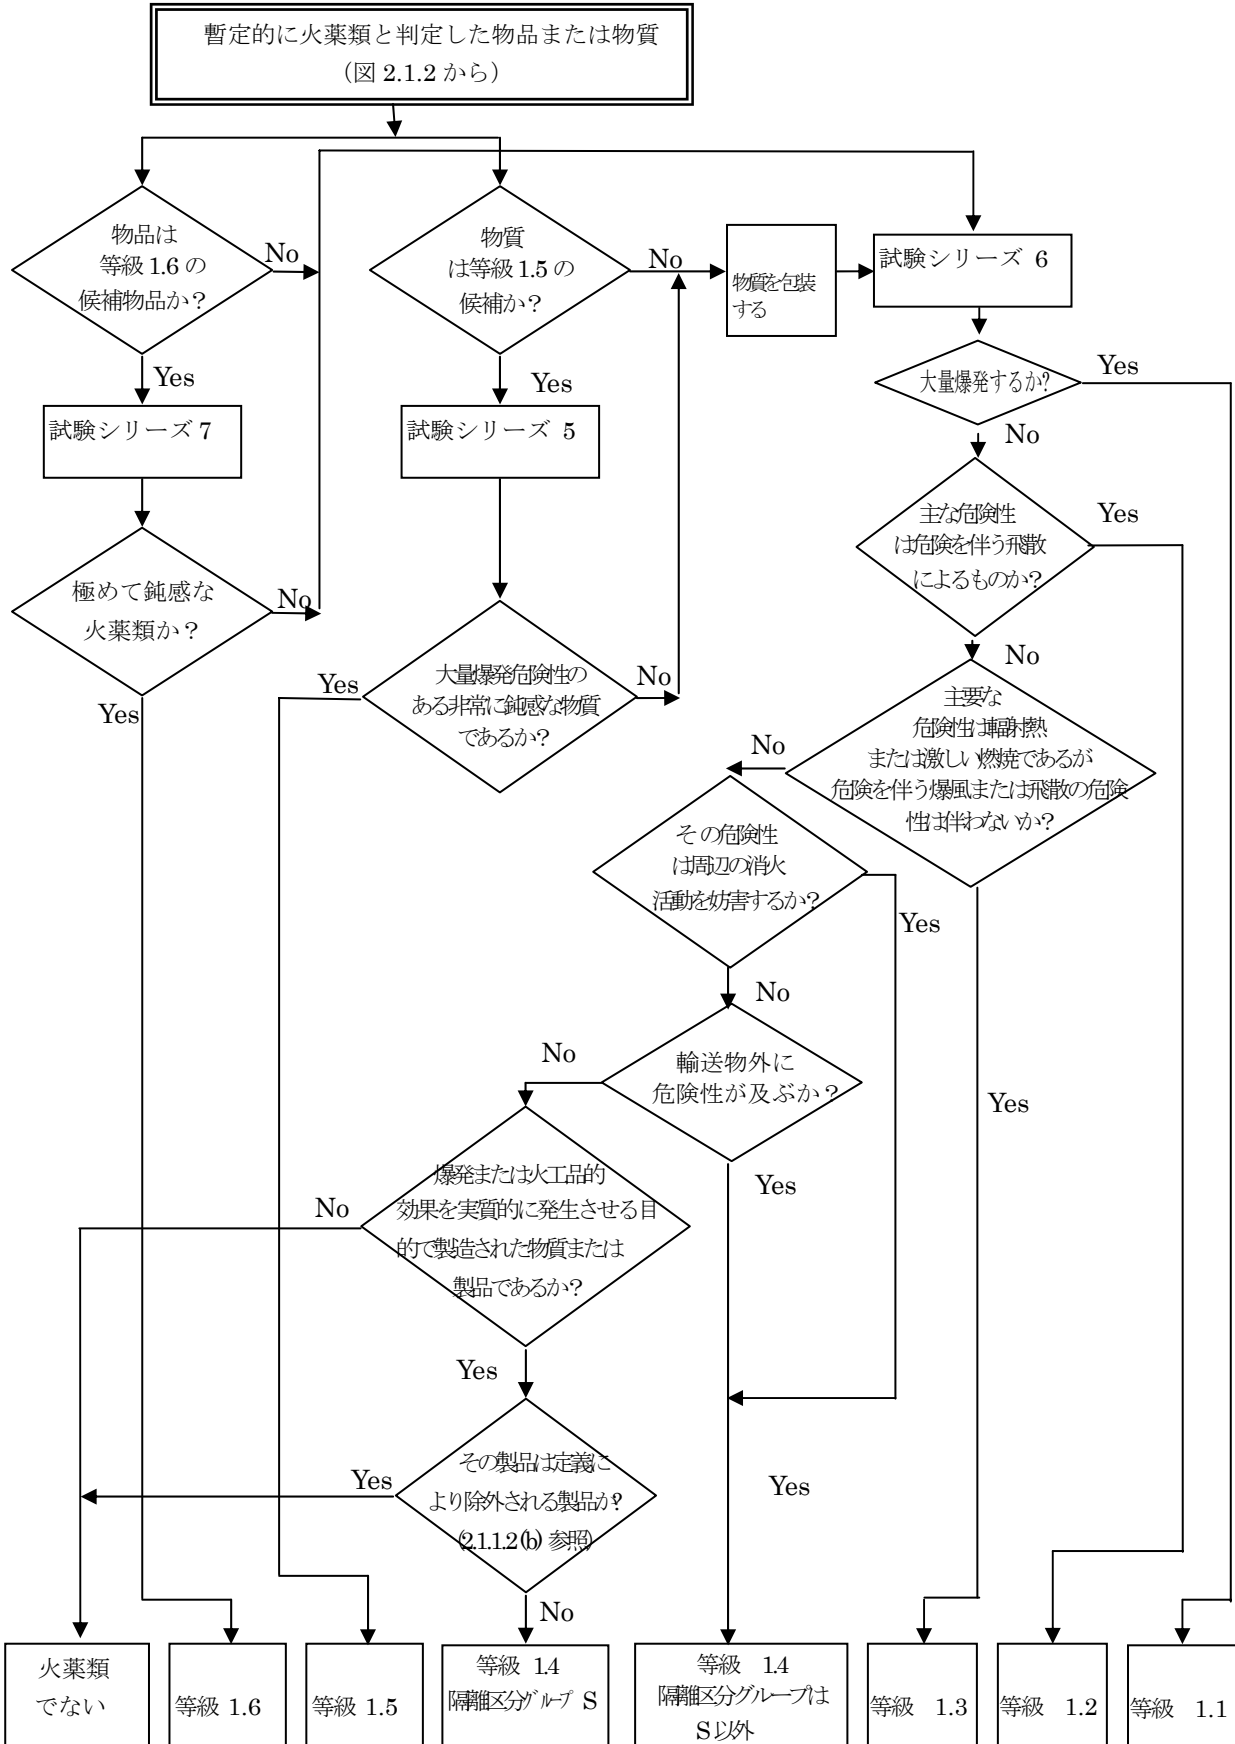 暫定的に火薬類と判定した物品または物質
（図 2.1.2 から）
物品は
等級 1.6 の
候補物品か？
No
物質
は等級 1.5 の
候補か？
No
物質を包装
する
試験シリーズ 6
Yes
Yes
大量爆発するか?
Yes
試験シリーズ 7
試験シリーズ 5
No
主な危険性
は危険を伴う飛散
によるものか?
Yes
極めて鈍感な
火薬類か？
No
大量爆発危険性の
ある非常に鈍感な物質
であるか?
Yes
No
No
Yes
主要な
危険性は輻射熱
または激しい燃焼であるが
危険を伴う爆風または飛散の危険
性は伴わないか?
No
その危険性
は周辺の消火
活動を妨害するか?
Yes
No
輸送物外に
危険性が及ぶか？
No
Yes
Yes
爆発または火工品的
効果を実質的に発生させる目
的で製造された物質または
製品であるか?
No
Yes
その製品は定義に
より除外される製品か?
(2.1.1.2(b) 参照)
Yes
Yes
No
火薬類
でない
等級 1.6
等級 1.5
等級 1.4
隔離区分グループ S
等級 1.4
隔離区分グループは
S 以外
等級 1.3
等級 1.2
等級 1.1